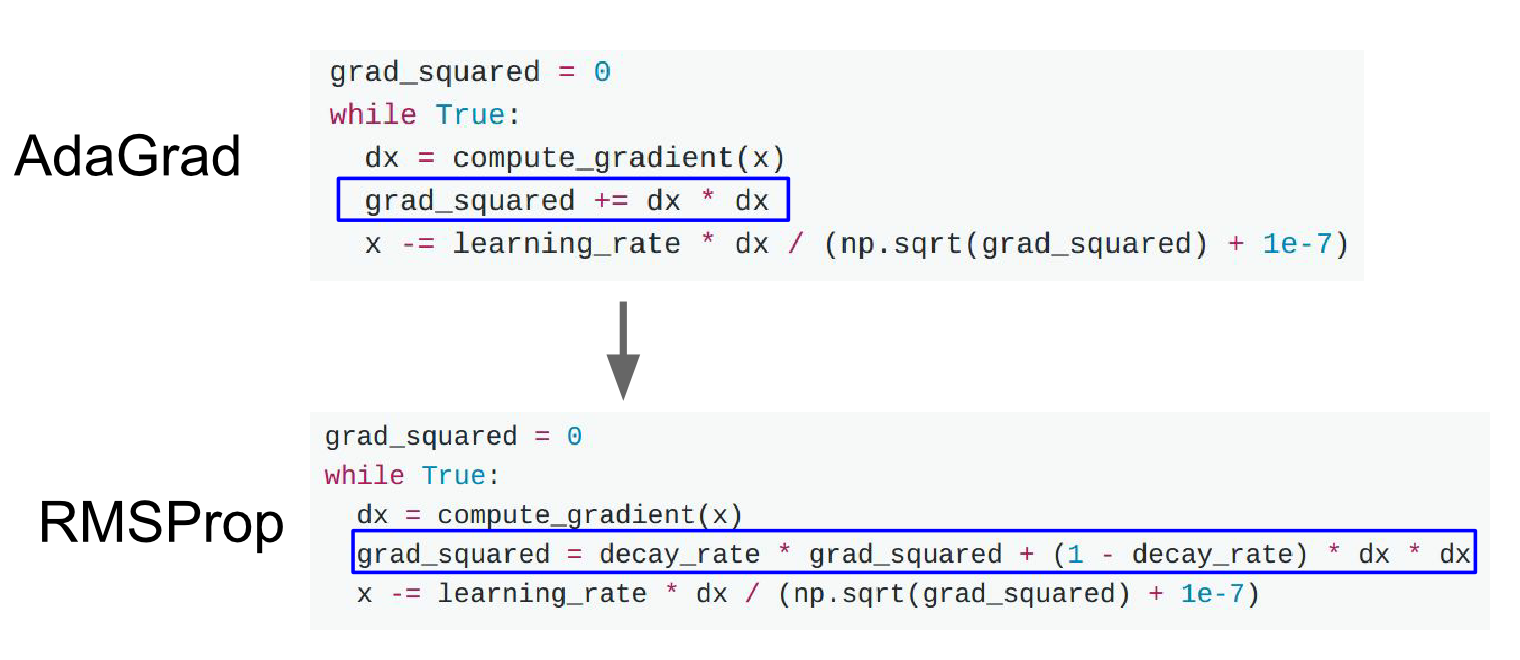 AdaGrad
grad_squared = 0
while True:
dx = compute_gradient(x)
grad_squared += dx * dx
x -= learning_rate * dx / (np.sqrt(grad_squared) + 1e-7)
RMSProp
grad_squared = 0
while True:
dx = compute_gradient(x)
grad_squared = decay_rate * grad_squared + (1 - decay_rate) * dx * dx
x -= learning_rate * dx / (np.sqrt(grad_squared) + 1e-7)